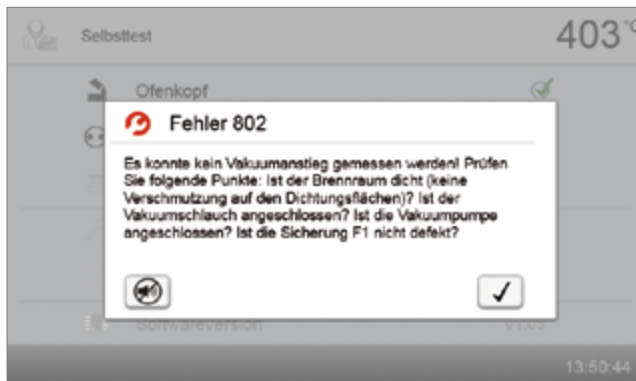 Selbsttest
403 °C
Ofenkopf
Fehler 802
Es konnte kein Vakuumanstieg gemessen werden! Prüfen
Sie folgende Punkte: Ist der Brennraum dicht (keine
Verschmutzung auf den Dichtungsflächen)? Ist der
Vakuumschlauch angeschlossen? Ist die Vakuumpumpe
angeschlossen? Ist die Sicherung F1 nicht defekt?
Softwareversion
13:50:44